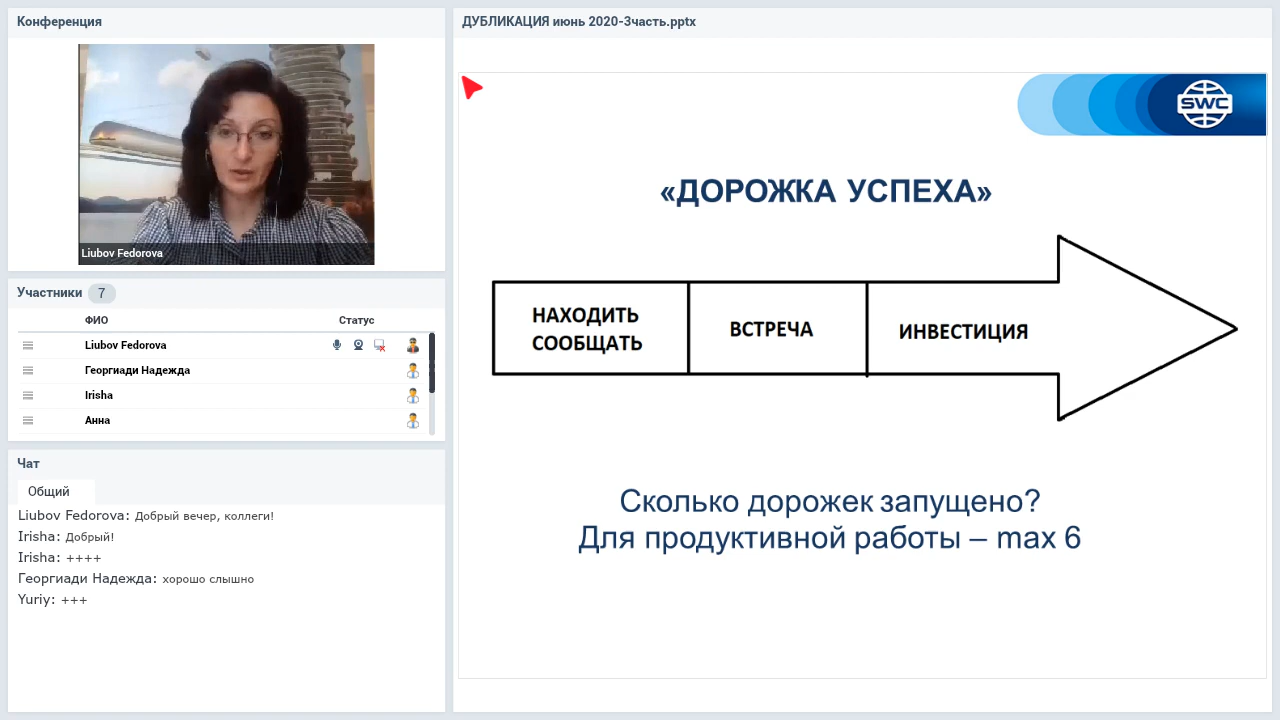 Конференция
Liubov Fedorova
Участники 7
ФИО Статус
Liubov Fedorova
Георгиади Надежда
Irisha
Анна
Чат
Общий
Liubov Fedorova: Добрый вечер, коллеги!
Irisha: Добрый!
Irisha: ++++
Георгиади Надежда: хорошо слышно
Yuriy: +++
ДУБЛИКАЦИЯ июнь 2020-3часть.pptx
SWC
«ДОРОЖКА УСПЕХА»
НАХОДИТЬ
СООБЩАТЬ
ВСТРЕЧА
ИНВЕСТИЦИЯ
Сколько дорожек запущено?
Для продуктивной работы – max 6